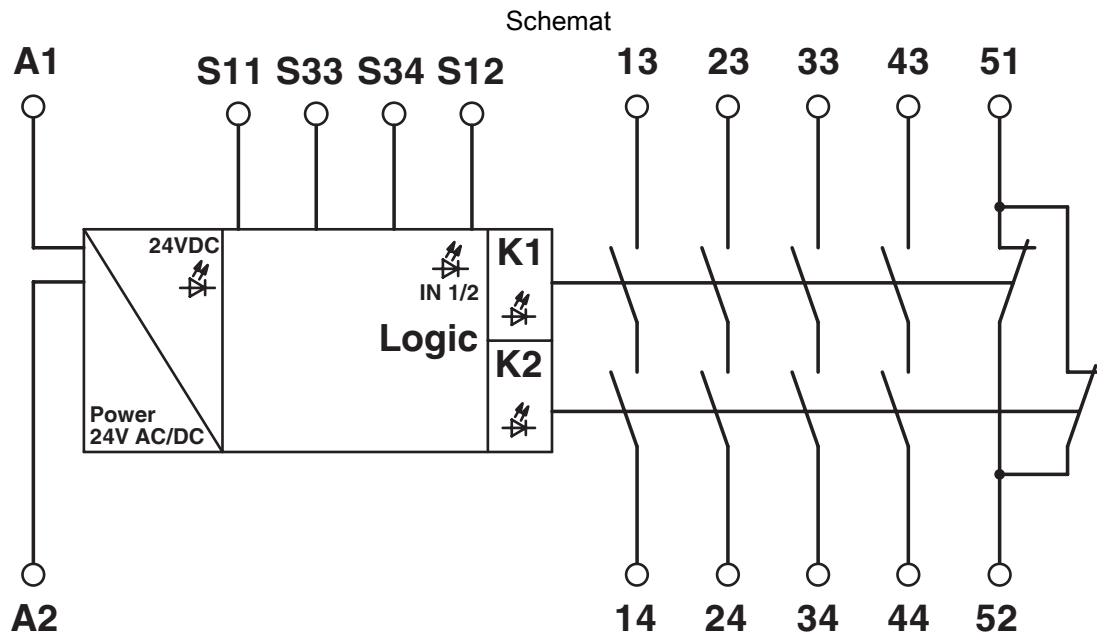 Schemat
A1
S11 S33 S34 S12
13 23 33 43 51
24VDC
IN 1/2
K1
Logic
K2
Power
24V AC/DC
A2
14 24 34 44 52